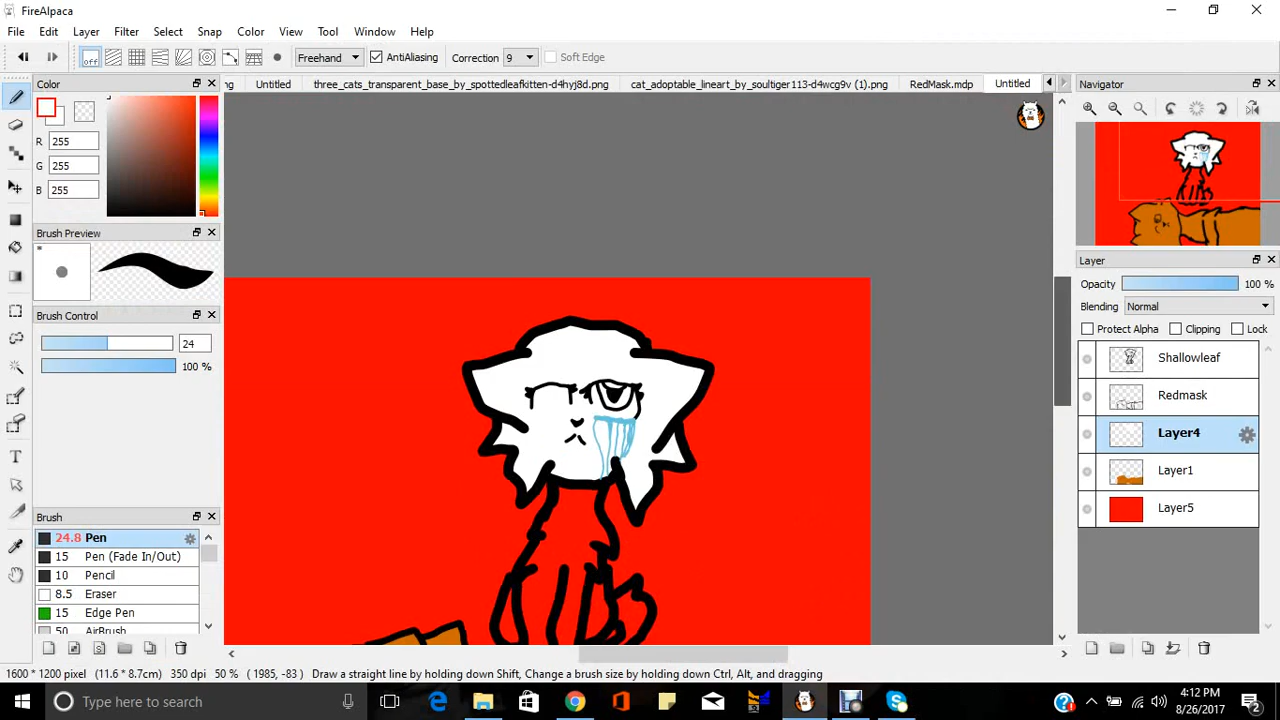 FireAlpaca
File Edit Layer Filter Select Snap Color View Tool Window Help
off Freehand AntiAliasing Correction 9 Soft Edge
ng Untitled three_cats_transparent_base_by_spottedleafkitten-d4hyj8d.png cat_adoptable_lineart_by_soultiger113-d4wcg9v (1).png RedMask.mdp Untitled
Color
R 255
G 255
B 255
Brush Preview
Brush Control
24
100 %
Brush
24.8 Pen
15 Pen (Fade In/Out)
10 Pencil
8.5 Eraser
15 Edge Pen
50 AirBrush
Navigator
Layer
Opacity 100 %
Blending Normal
Protect Alpha Clipping Lock
Shallowleaf
Redmask
Layer4
Layer1
Layer5
1600 * 1200 pixel (11.6 * 8.7cm) 350 dpi 50 % (1985, -83) Draw a straight line by holding down Shift, Change a brush size by holding down Ctrl, Alt, and dragging
Type here to search
4:12 PM
8/26/2017
2